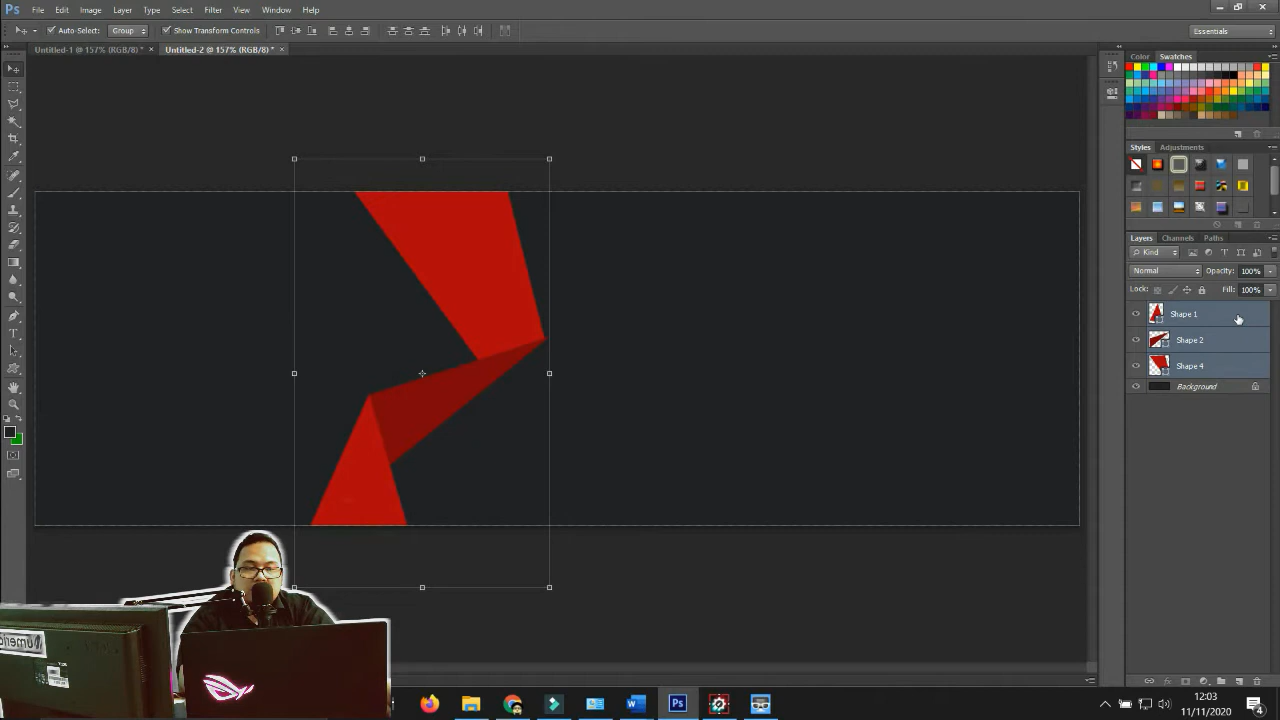 Ps File Edit Image Layer Type Select Filter View Window Help
Auto-Select: Group Show Transform Controls Essentials
Untitled-1 @ 157% (RGB/8) * × Untitled-2 @ 157% (RGB/8) * ×
Color Swatches
Styles Adjustments
Layers Channels Paths
Kind
Normal Opacity: 100%
Lock: Fill: 100%
Shape 1
Shape 2
Shape 4
Background
Ps
12:03
11/11/2020
4